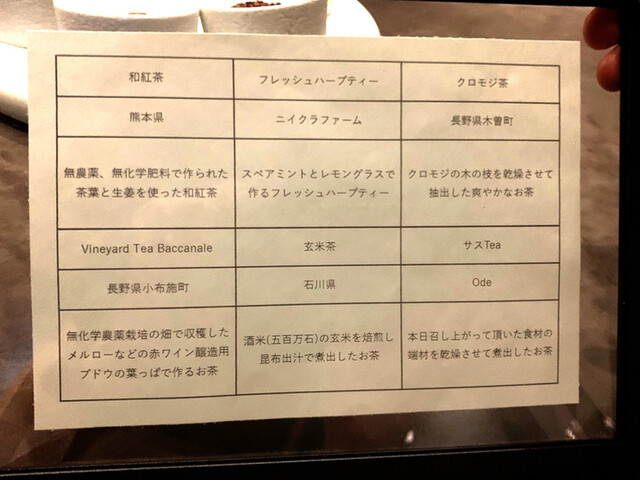 和紅茶
フレッシュハーブティー
クロモジ茶
熊本県
ニイクラファーム
長野県木曽町
無農薬、無化学肥料で作られた
茶葉と生姜を使った和紅茶
スペアミントとレモングラスで
作るフレッシュハーブティー
クロモジの木の枝を乾燥させて
抽出した爽やかなお茶
Vineyard Tea Baccanale
玄米茶
サスTea
長野県小布施町
石川県
Ode
無化学農薬栽培の畑で収穫した
メルローなどの赤ワイン醸造用
ブドウの葉っぱで作るお茶
酒米(五百万石)の玄米を焙煎し
昆布出汁で煮出したお茶
本日召し上がって頂いた食材の
端材を乾燥させて煮出したお茶